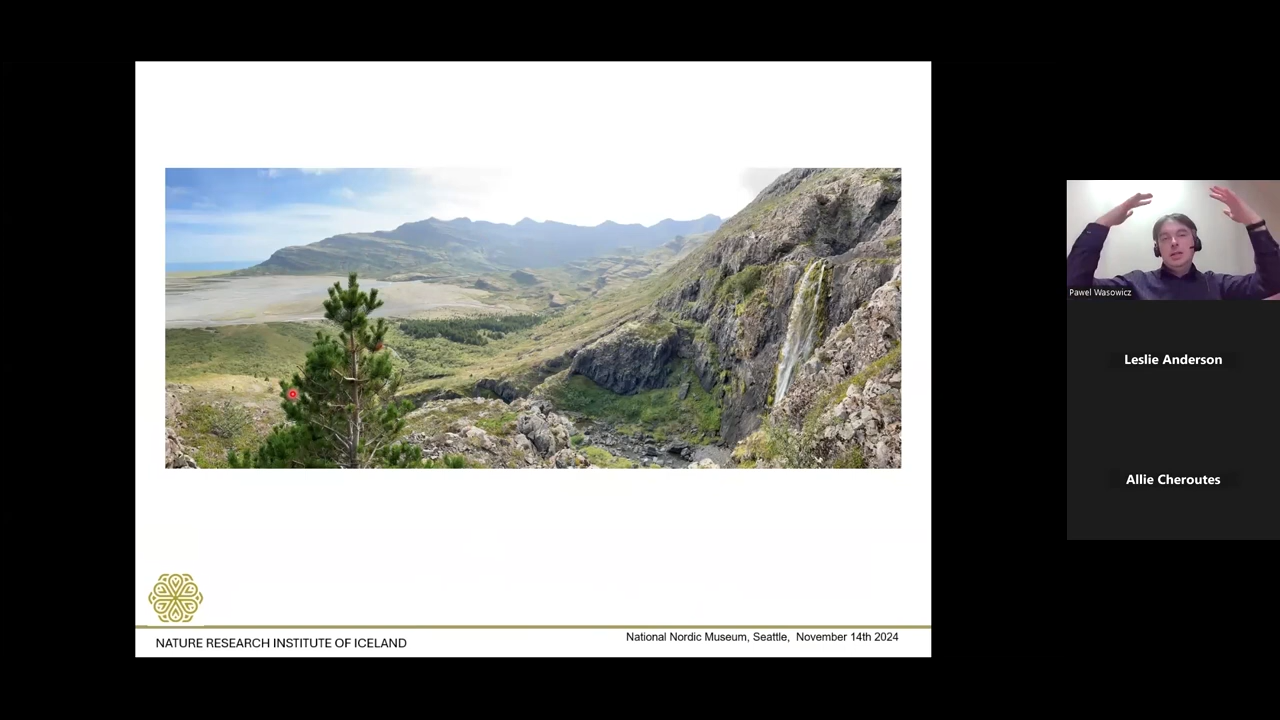 NATURE RESEARCH INSTITUTE OF ICELAND
National Nordic Museum, Seattle, November 14th 2024
Pawel Wasowicz
Leslie Anderson
Allie Cheroutes